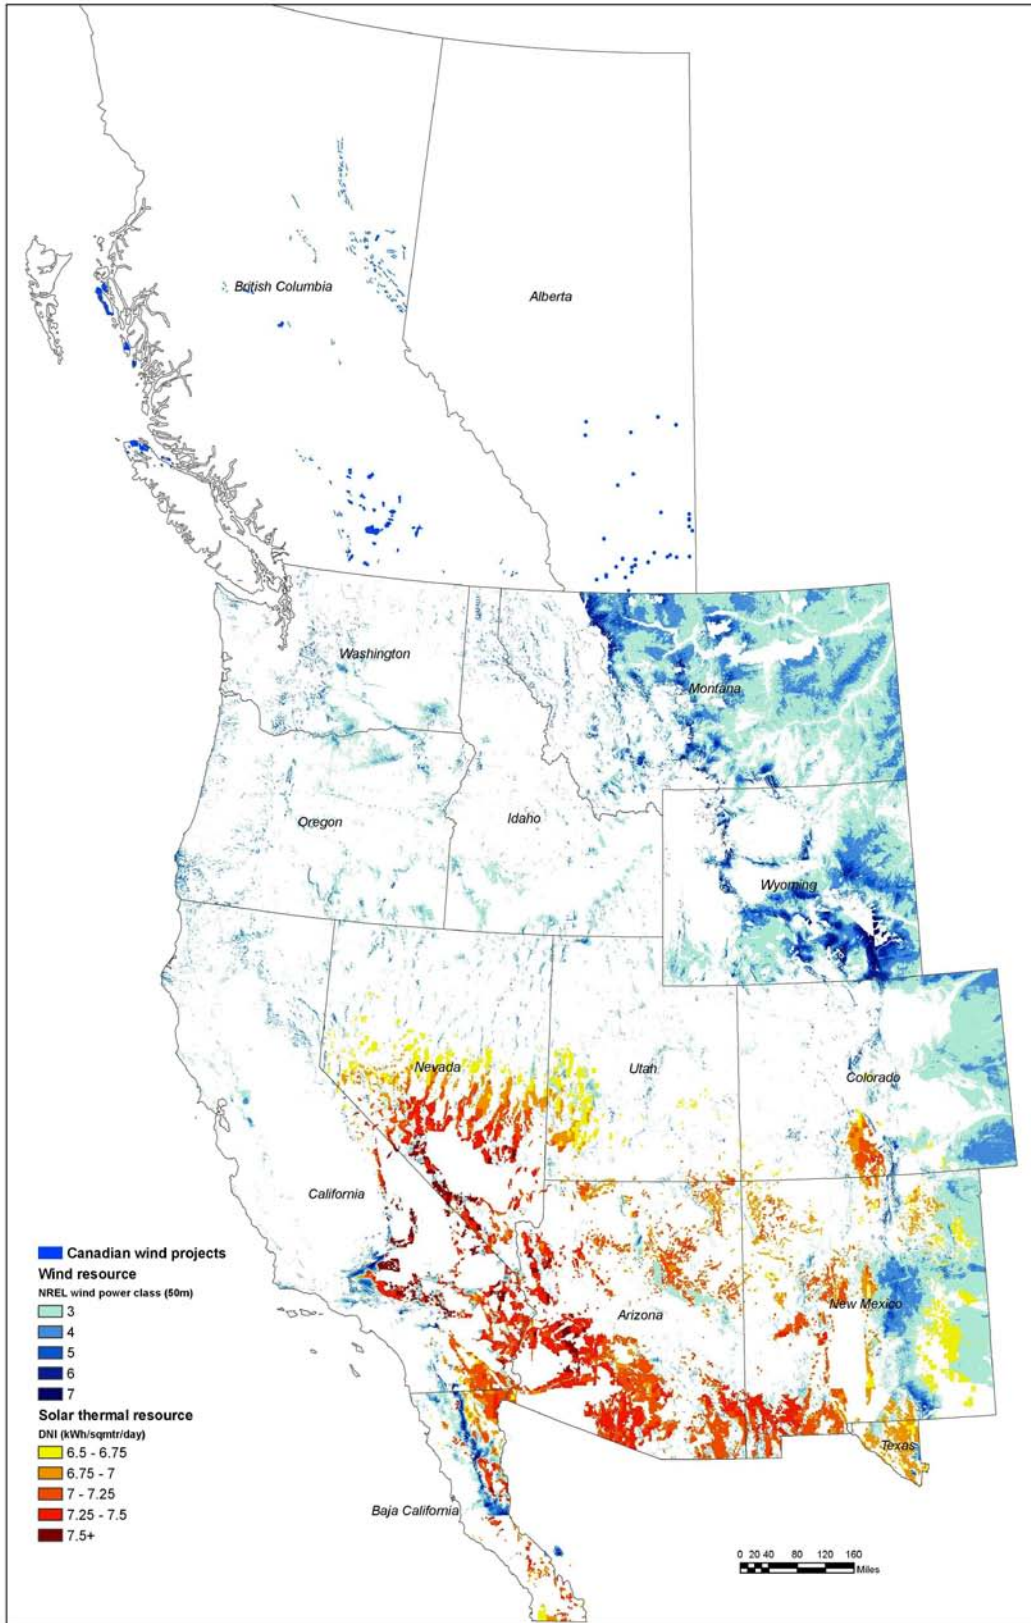 British Columbia
Alberta
Washington
Montana
Oregon
Idaho
Wyoming
Nevada
Utah
Colorado
California
Arizona
New Mexico
Texas
Baja California
Canadian wind projects
Wind resource
NREL wind power class (50m)
3
4
5
6
7
Solar thermal resource
DNI (kWh/sqmtr/day)
6.5 - 6.75
6.75 - 7
7 - 7.25
7.25 - 7.5
7.5+
0 20 40 80 120 160
Miles